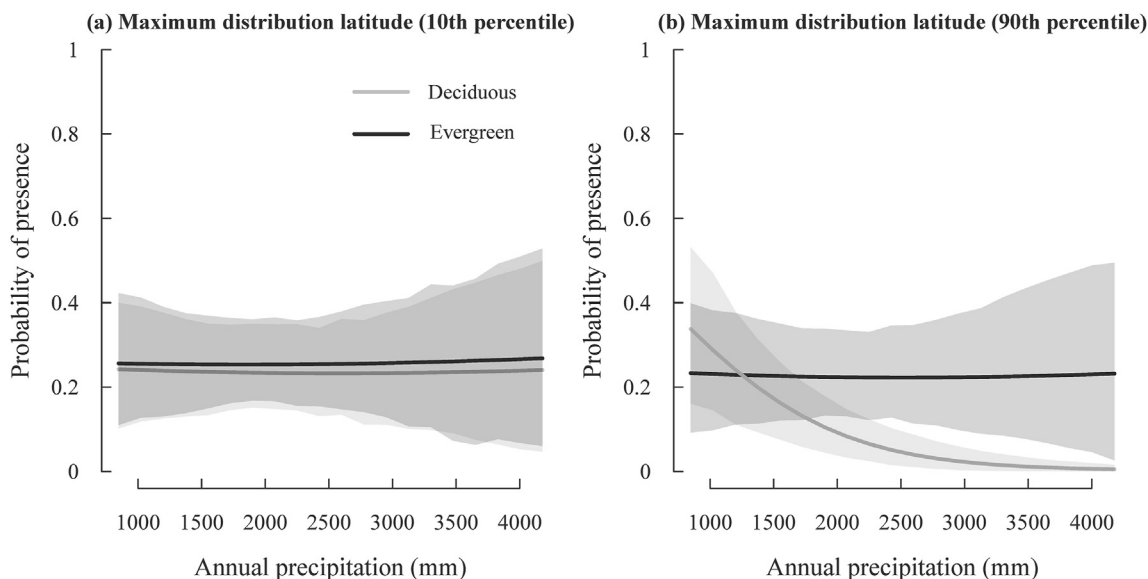 (a) Maximum distribution latitude (10th percentile)
1
0.8
0.6
0.4
0.2
0
Probability of presence
Deciduous
Evergreen
1000 1500 2000 2500 3000 3500 4000
Annual precipitation (mm)
(b) Maximum distribution latitude (90th percentile)
1
0.8
0.6
0.4
0.2
0
Probability of presence
1000 1500 2000 2500 3000 3500 4000
Annual precipitation (mm)